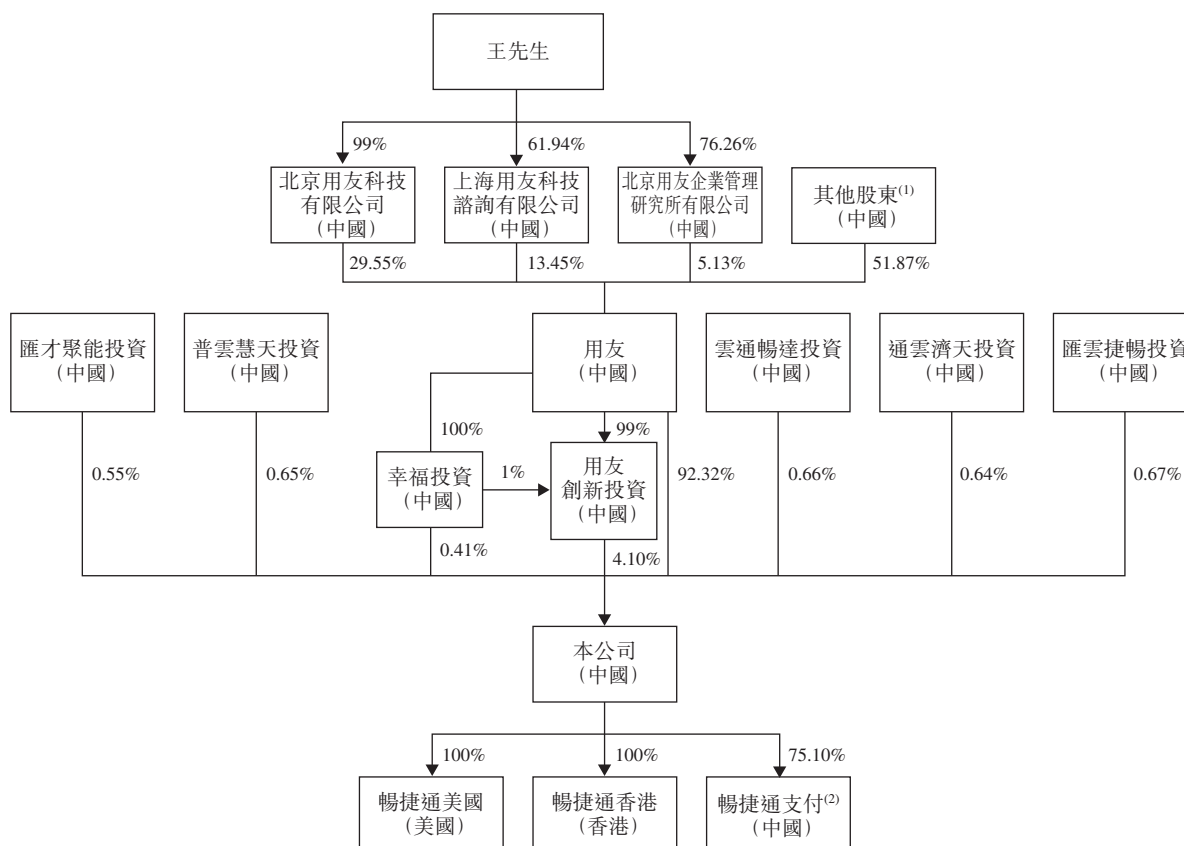 王先生
99%
61.94%
76.26%
北京用友科技
有限公司
(中國)
上海用友科技
諮詢有限公司
(中國)
北京用友企業管理
研究所有限公司
(中國)
其他股東(1)
(中國)
29.55%
13.45%
5.13%
51.87%
匯才聚能投資
(中國)
普雲慧天投資
(中國)
用友
(中國)
雲通暢達投資
(中國)
通雲濟天投資
(中國)
匯雲捷暢投資
(中國)
100%
99%
0.55%
0.65%
幸福投資
(中國)
1%
用友
創新投資
(中國)
92.32%
0.66%
0.64%
0.67%
0.41%
4.10%
本公司
(中國)
100%
100%
75.10%
暢捷通美國
(美國)
暢捷通香港
(香港)
暢捷通支付(2)
(中國)